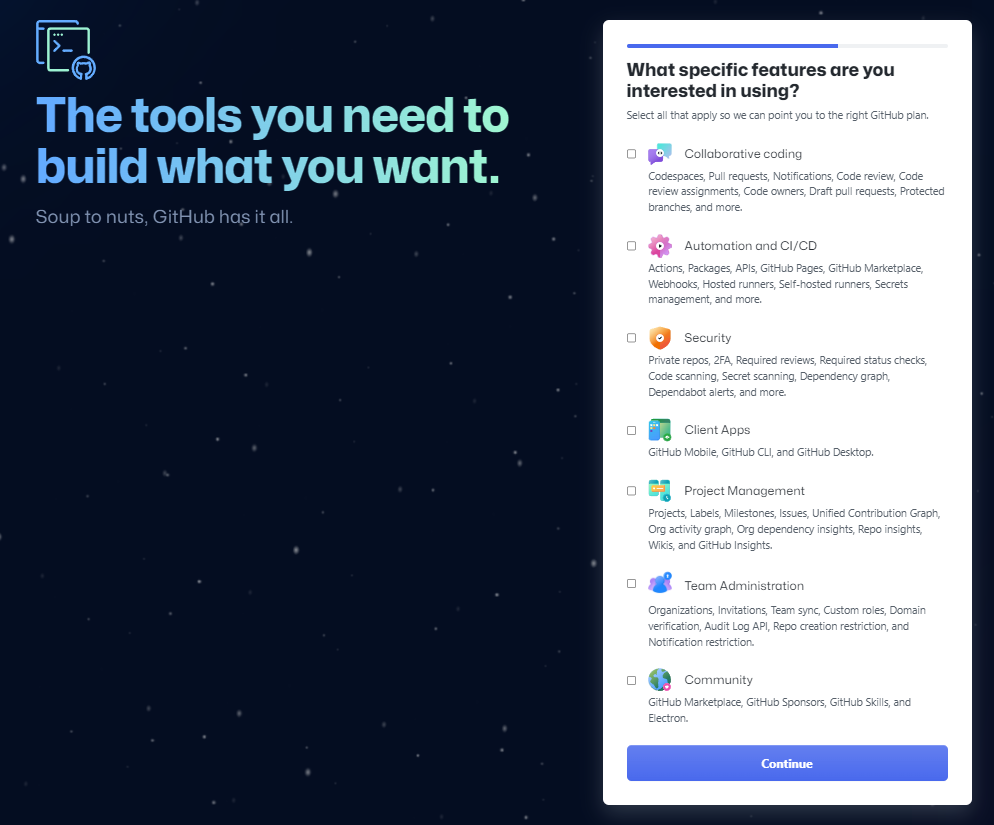 The tools you need to
build what you want.
Soup to nuts, GitHub has it all.
What specific features are you
interested in using?
Select all that apply so we can point you to the right GitHub plan.
Collaborative coding
Codespaces, Pull requests, Notifications, Code review, Code
review assignments, Code owners, Draft pull requests, Protected
branches, and more.
Automation and CI/CD
Actions, Packages, APIs, GitHub Pages, GitHub Marketplace,
Webhooks, Hosted runners, Self-hosted runners, Secrets
management, and more.
Security
Private repos, 2FA, Required reviews, Required status checks,
Code scanning, Secret scanning, Dependency graph,
Dependabot alerts, and more.
Client Apps
GitHub Mobile, GitHub CLI, and GitHub Desktop.
Project Management
Projects, Labels, Milestones, Issues, Unified Contribution Graph,
Org activity graph, Org dependency insights, Repo insights,
Wikis, and GitHub Insights.
Team Administration
Organizations, Invitations, Team sync, Custom roles, Domain
verification, Audit Log API, Repo creation restriction, and
Notification restriction.
Community
GitHub Marketplace, GitHub Sponsors, GitHub Skills, and
Electron.
Continue